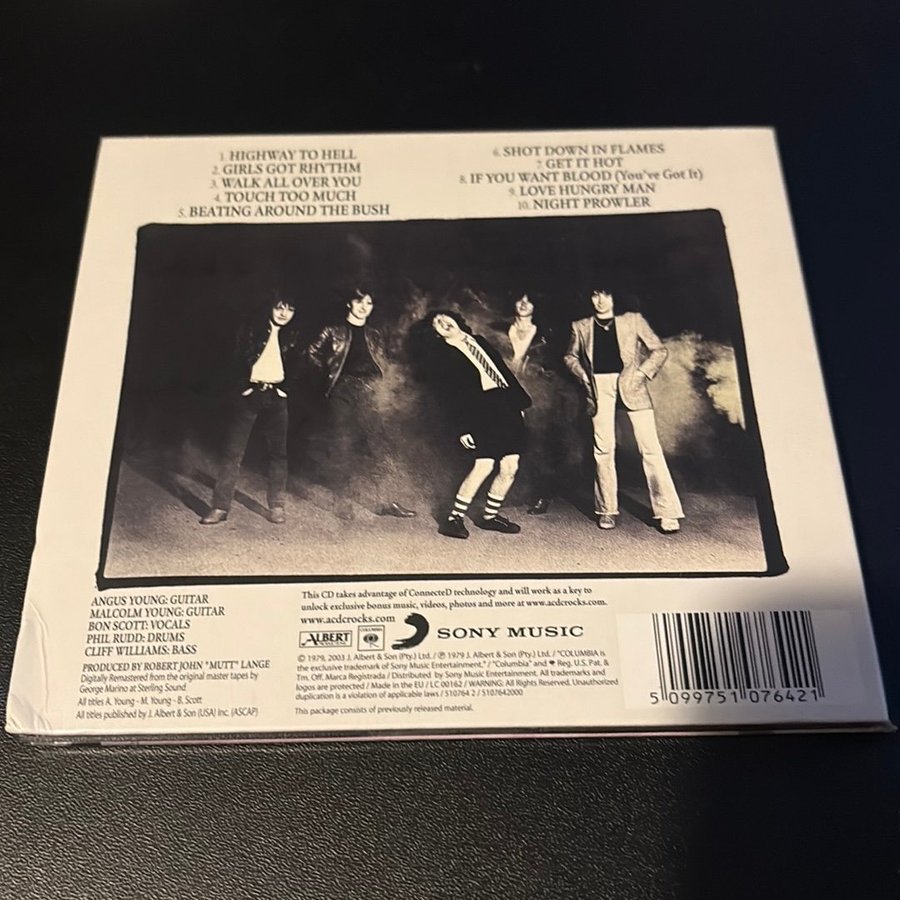 1. HIGHWAY TO HELL
2. GIRLS GOT RHYTHM
3. WALK ALL OVER YOU
4. TOUCH TOO MUCH
5. BEATING AROUND THE BUSH
6. SHOT DOWN IN FLAMES
7. GET IT HOT
8. IF YOU WANT BLOOD (You've Got It)
9. LOVE HUNGRY MAN
10. NIGHT PROWLER
ANGUS YOUNG: GUITAR
MALCOLM YOUNG: GUITAR
BON SCOTT: VOCALS
PHIL RUDD: DRUMS
CLIFF WILLIAMS: BASS
PRODUCED BY ROBERT JOHN "MUTT" LANGE
Digitally Remastered from the original master tapes by
George Marino at Sterling Sound
All titles A. Young - M. Young - B. Scott
All titles published by J. Albert & Son (USA) Inc. (ASCAP)
This CD takes advantage of ConnecteD technology and will work as a key to
unlock exclusive bonus music, videos, photos and more at www.acdcrocks.com.
www.acdcrocks.com
ALBERT
COLUMBIA
SONY MUSIC
© 1979, 2003 J. Albert & Son (Pty.) Ltd. / ℗ 1979 J. Albert & Son (Pty.) Ltd. / "COLUMBIA is
the exclusive trademark of Sony Music Entertainment." / "Columbia" and Reg. U.S. Pat. &
Tm. Off. Marca Registrada / Distributed by Sony Music Entertainment. All trademarks and
logos are protected / Made in the EU / LC 00162 / WARNING: All Rights Reserved. Unauthorized
duplication is a violation of applicable laws / 510764 2 / 5107642000
This package consists of previously released material.
5 099751 076421